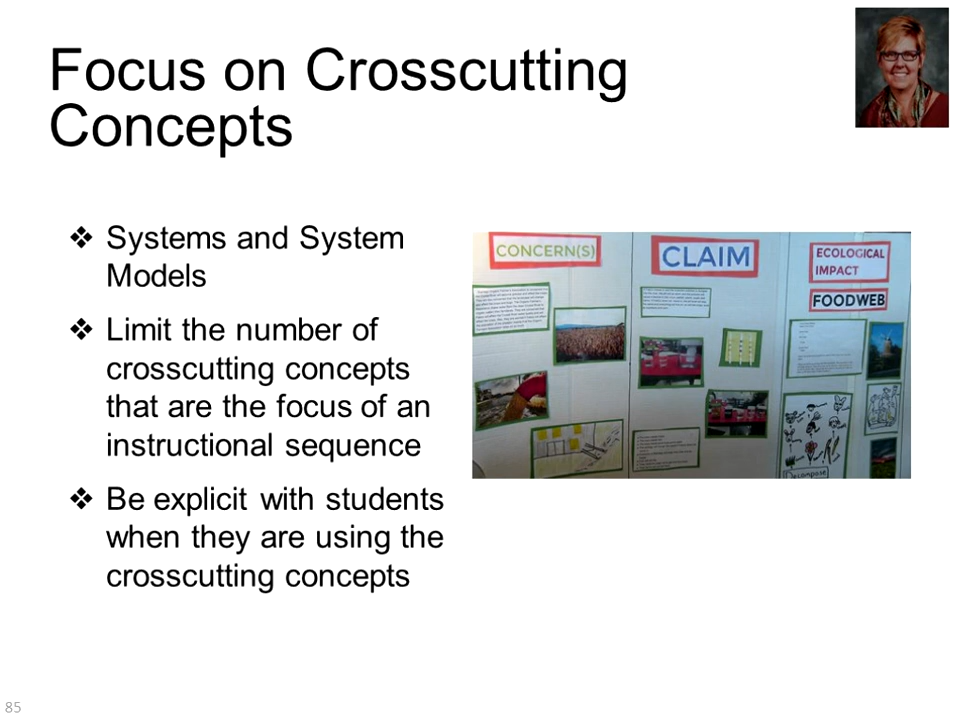 Focus on Crosscutting
Concepts
❖ Systems and System
Models
❖ Limit the number of
crosscutting concepts
that are the focus of an
instructional sequence
❖ Be explicit with students
when they are using the
crosscutting concepts
CONCERN(S)
CLAIM
ECOLOGICAL
IMPACT
FOODWEB
Decompose
85